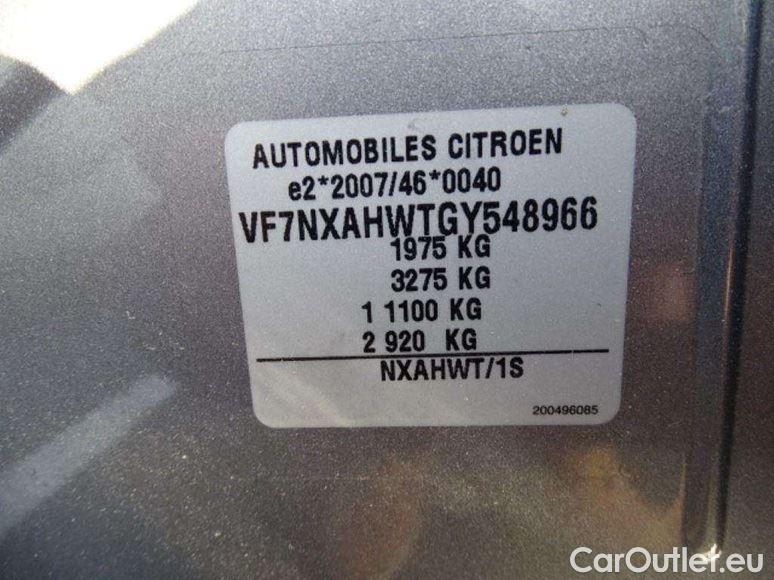 AUTOMOBILES CITROEN
e2*2007/46*0040
VF7NXAHWTGY548966
1975 KG
3275 KG
1 1100 KG
2 920 KG
NXAHWT/1S
200496085
CarOutlet.eu